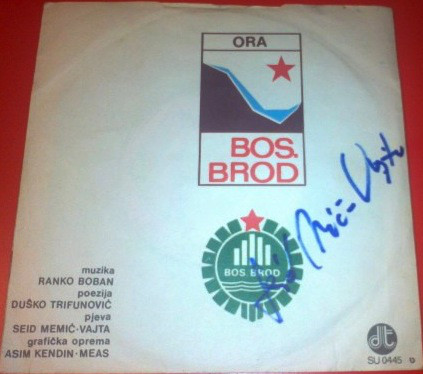 ORA
BOS.
BROD
BOS. BROD
muzika
RANKO BOBAN
poezija
DUŠKO TRIFUNOVIĆ
pjeva
SEID MEMIĆ-VAJTA
grafička oprema
ASIM KENDIN-MEAS
dt
SU 0445